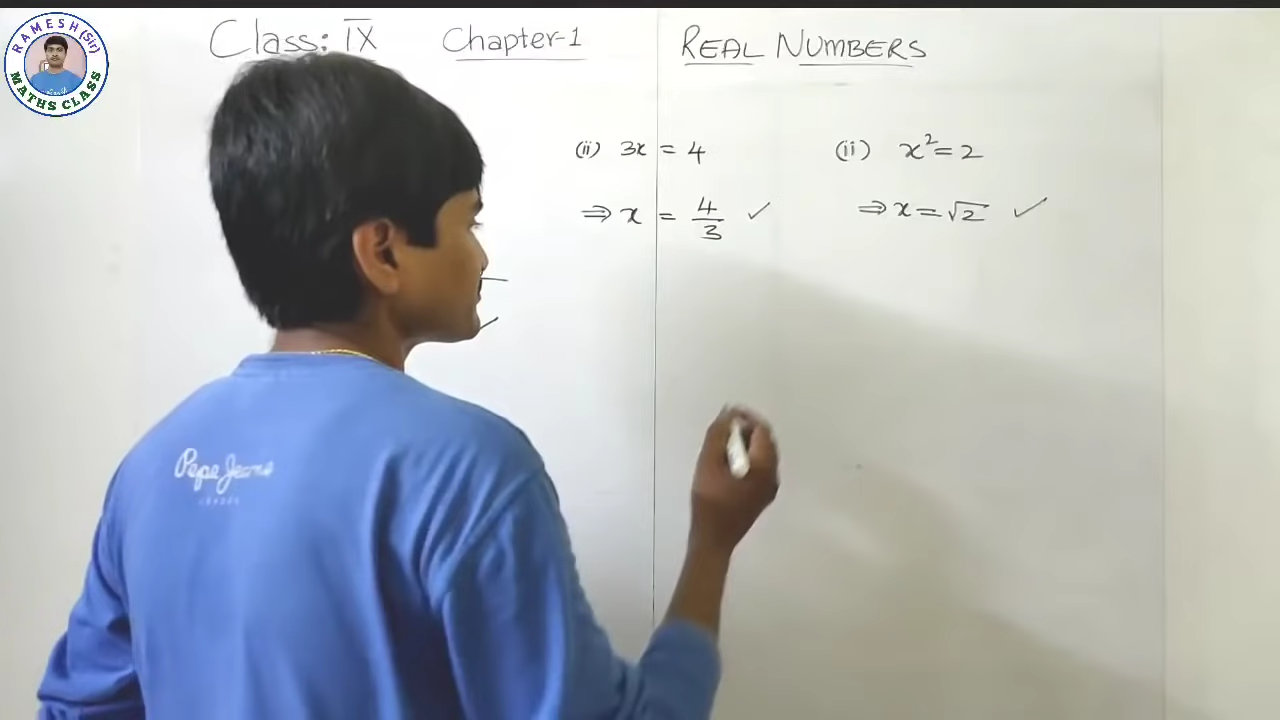 RAMESH (Sir)
MATHS CLASS
Class: IX Chapter-1 REAL NUMBERS
(ii) 3x = 4 (ii) x² = 2
⇒ x = 4/3 ✓ ⇒ x = √2 ✓
Pepe Jeans
LONDON